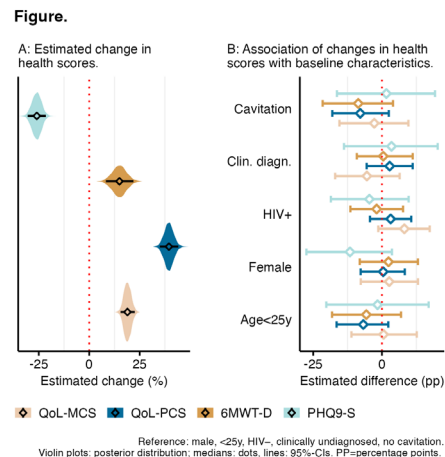 Figure.
A: Estimated change in
health scores.
-25
0
25
Estimated change (%)
B: Association of changes in health
scores with baseline characteristics.
Cavitation
Clin. diagn.
HIV+
Female
Age<25y
-25
0
Estimated difference (pp)
QoL-MCS QoL-PCS 6MWT-D PHQ9-S
Reference: male, <25y, HIV–, clinically undiagnosed, no cavitation.
Violin plots: posterior distribution; medians: dots, lines: 95%-CIs. PP=percentage points.